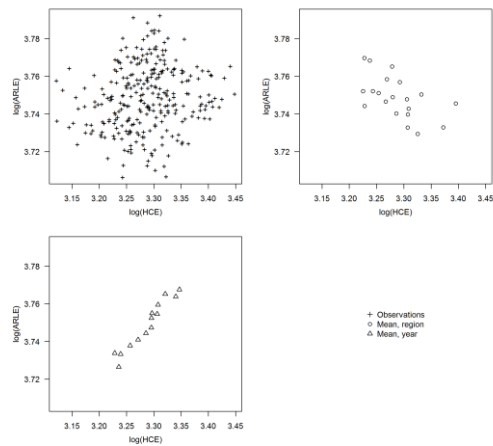 3.78
3.76
3.74
3.72
log(ARLE)
3.15 3.20 3.25 3.30 3.35 3.40 3.45
log(HCE)
3.78
3.76
3.74
3.72
log(ARLE)
3.15 3.20 3.25 3.30 3.35 3.40 3.45
log(HCE)
3.78
3.76
3.74
3.72
log(ARLE)
3.15 3.20 3.25 3.30 3.35 3.40 3.45
log(HCE)
Observations
Mean, region
Mean, year